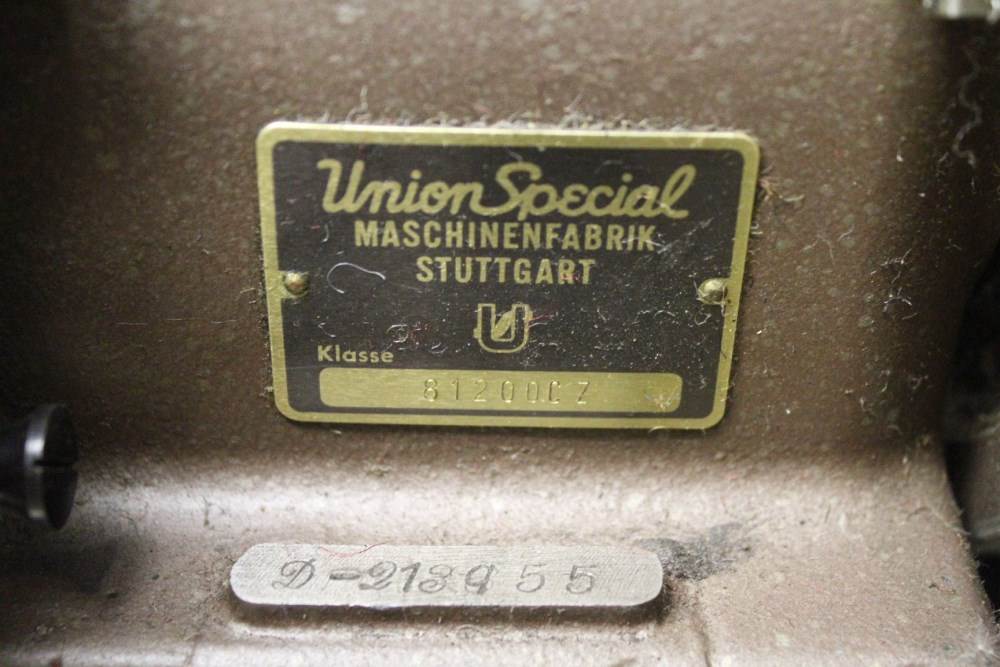 Union Special
MASCHINENFABRIK
STUTTGART
U
Klasse
81200CZ
D-213955